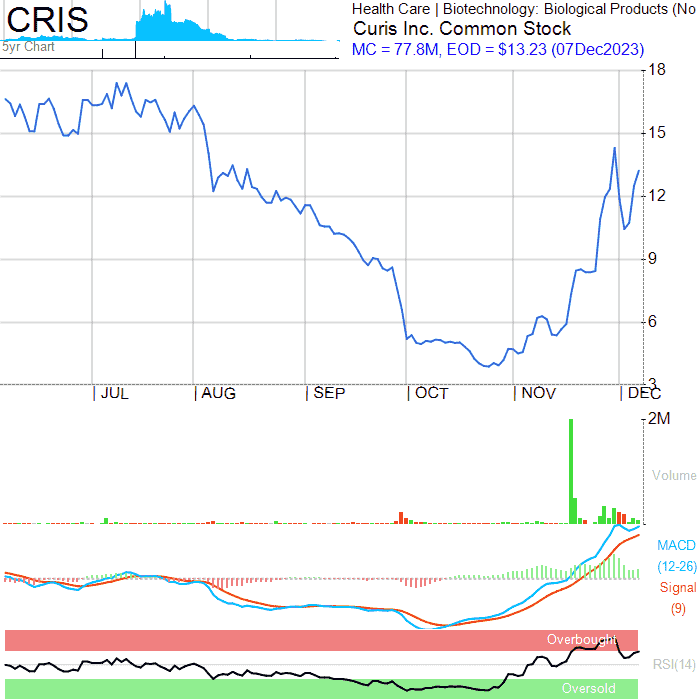 CRIS
5yr Chart
Health Care | Biotechnology: Biological Products (No
Curis Inc. Common Stock
MC = 77.8M, EOD = $13.23 (07Dec2023)
18
15
12
9
6
3
JUL AUG SEP OCT NOV DEC
2M
Volume
MACD
(12-26)
Signal
(9)
Overbought
RSI(14)
Oversold